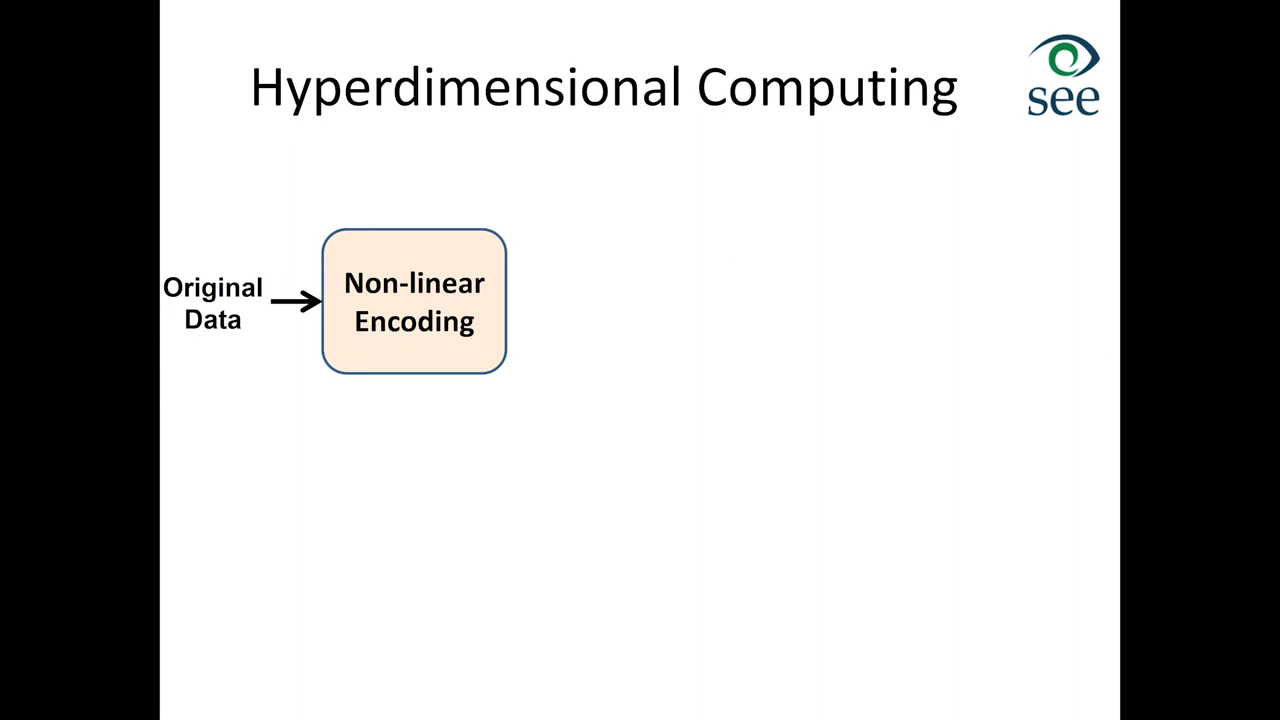 Hyperdimensional Computing
see
Original
Data
Non-linear
Encoding